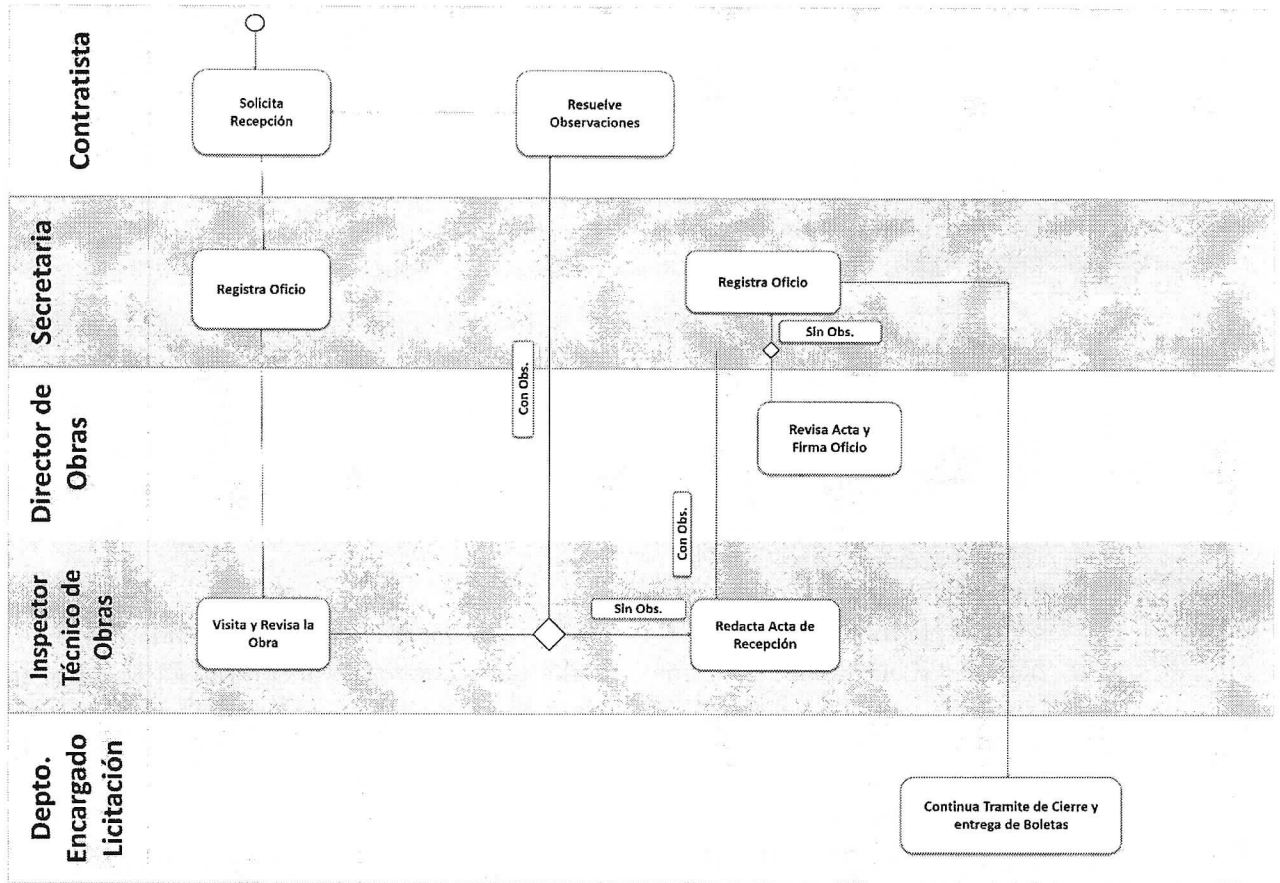 Contratista
Solicita
Recepción
Resuelve
Observaciones
Secretaria
Registra Oficio
Registra Oficio
Sin Obs.
Con Obs.
Director de
Obras
Revisa Acta y
Firma Oficio
Con Obs.
Inspector
Técnico de
Obras
Visita y Revisa la
Obra
Sin Obs.
Redacta Acta de
Recepción
Depto.
Encargado
Licitación
Continua Tramite de Cierre y
entrega de Boletas